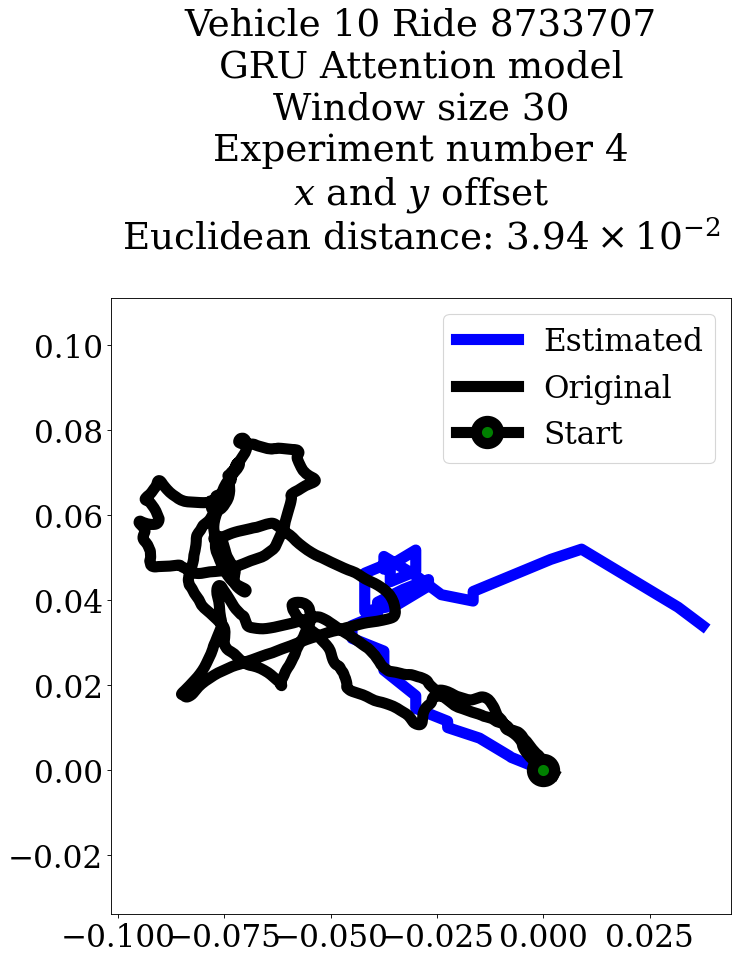 Vehicle 10 Ride 8733707
GRU Attention model
Window size 30
Experiment number 4
x and y offset
Euclidean distance: 3.94 × 10⁻²
Estimated
Original
Start
0.10
0.08
0.06
0.04
0.02
0.00
−0.02
−0.100 −0.075 −0.050 −0.025 0.000 0.025